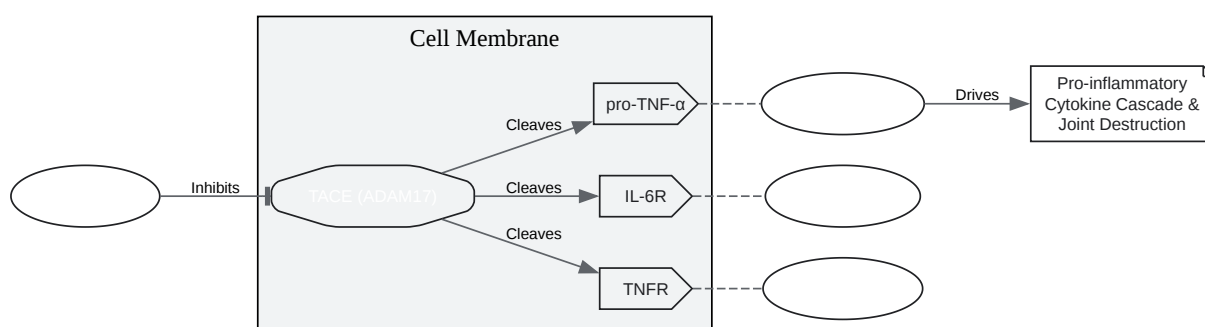 Cell Membrane
pro-TNF-α
Cleaves
Drives
Pro-inflammatory
Cytokine Cascade &
Joint Destruction
Inhibits
TACE (ADAM17)
Cleaves
IL-6R
Cleaves
TNFR